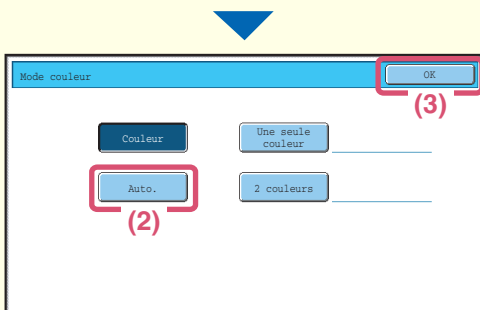 Mode couleur
OK
(3)
Couleur
Une seule
couleur
Auto.
2 couleurs
(2)